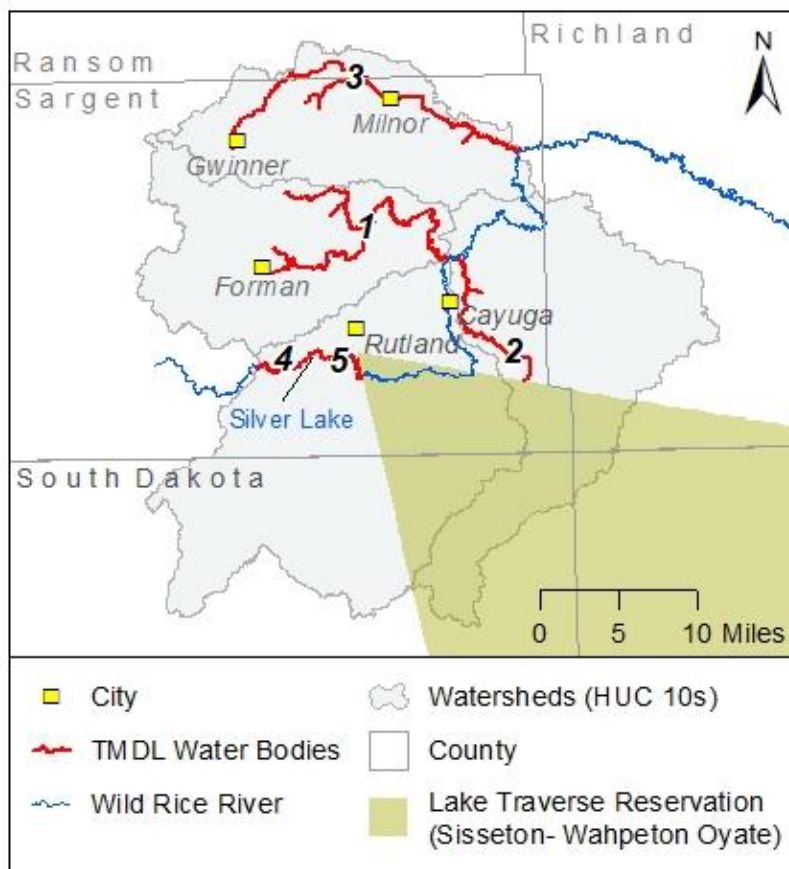 Richland
N
Ransom
Sargent
3
Milnor
Gwinner
1
Forman
Cayuga
Rutland
2
4
5
Silver Lake
South Dakota
0 5 10 Miles
City
Watersheds (HUC 10s)
TMDL Water Bodies
County
Wild Rice River
Lake Traverse Reservation
(Sisseton- Wahpeton Oyate)